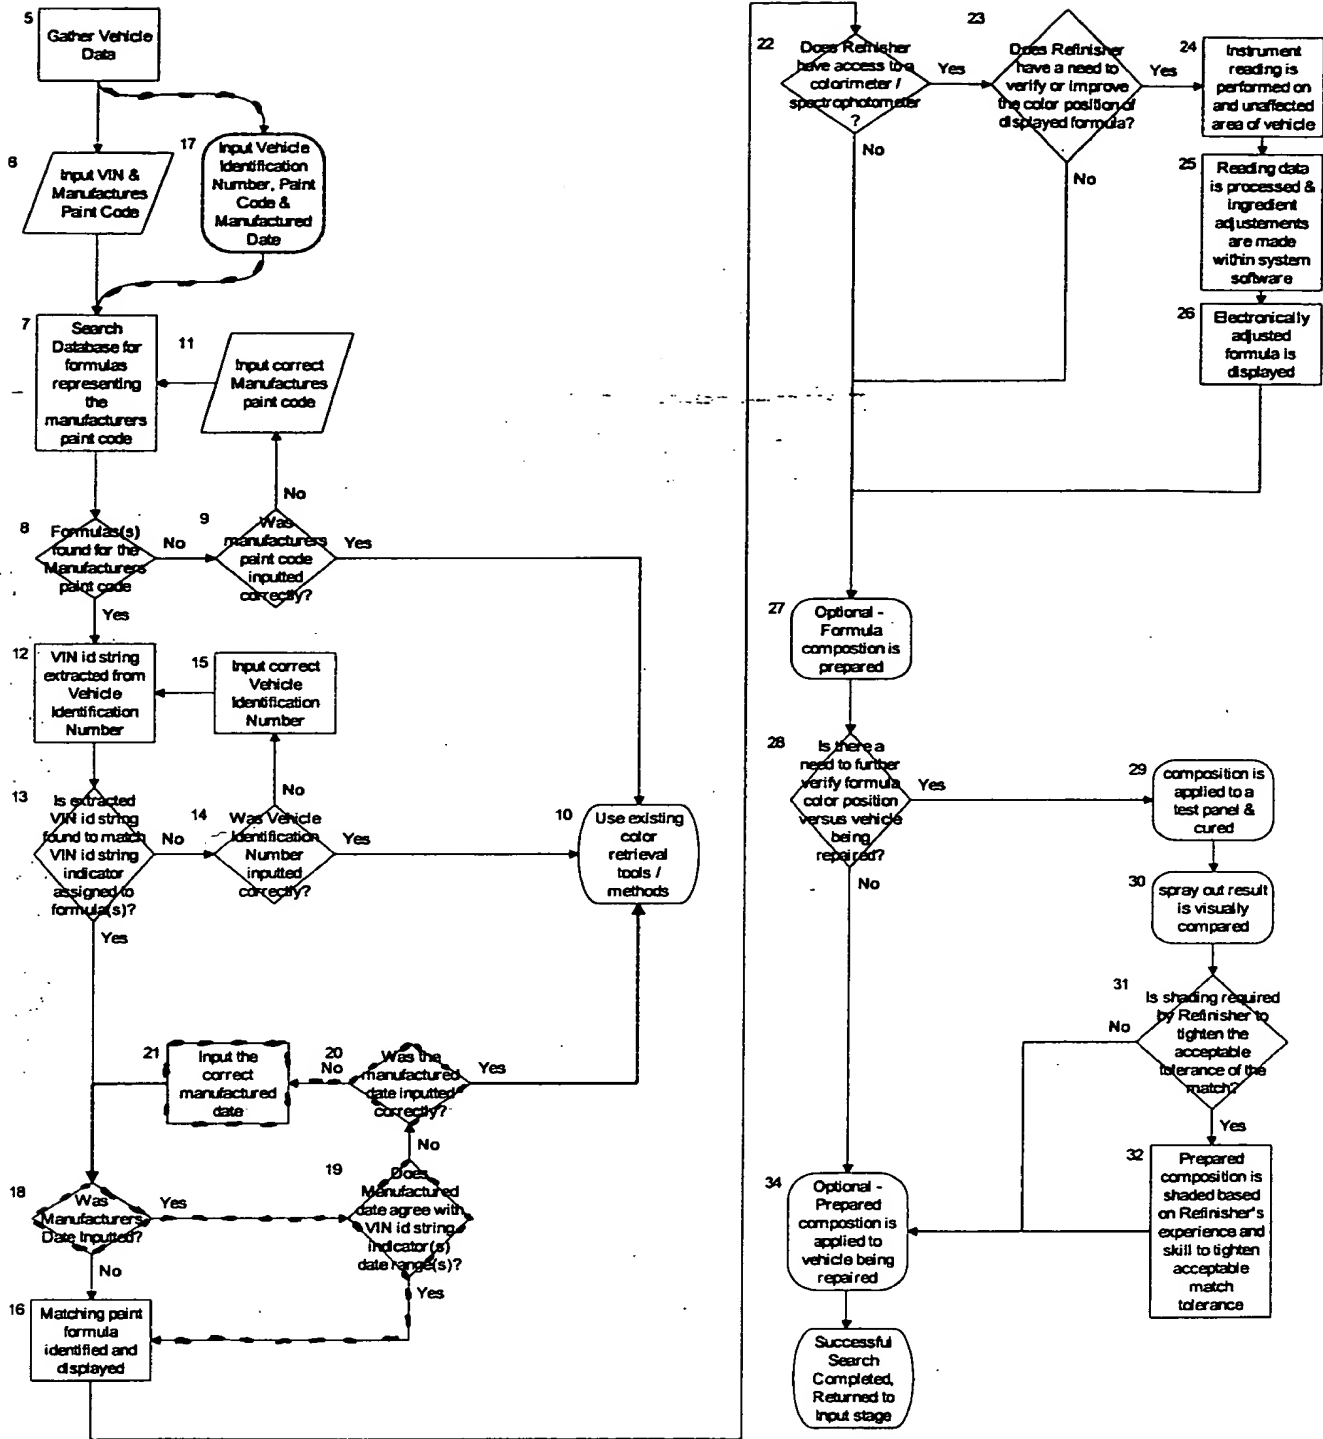 5
Gather Vehicle
Data
6
Input VIN &
Manufactures
Paint Code
17
Input Vehicle
Identification
Number, Paint
Code &
Manufactured
Date
7
Search
Database for
formulas
representing
the
manufacturers
paint code
11
Input correct
Manufactures
paint code
No
8
Formulas(s)
found for the
Manufacturers
paint code
No
9
Was
manufacturers
paint code
inputted
correctly?
Yes
Yes
12
VIN id string
extracted from
Vehicle
Identification
Number
15
Input correct
Vehicle
Identification
Number
No
13
Is extracted
VIN id string
found to match
VIN id string
indicator
assigned to
formula(s)?
No
14
Was Vehicle
Identification
Number
inputted
correctly?
Yes
10
Use existing
color
retrieval
tools /
methods
Yes
21
Input the
correct
manufactured
date
No
20
Was the
manufactured
date inputted
correctly?
Yes
No
18
Was
Manufacturers
Date Inputted?
Yes
19
Does
Manufactured
date agree with
VIN id string
indicator(s)
date range(s)?
No
Yes
16
Matching paint
formula
identified and
displayed
22
Does Refinisher
have access to a
colorimeter /
spectrophotometer
?
Yes
No
23
Does Refinisher
have a need to
verify or improve
the color position of
displayed formula?
Yes
No
24
Instrument
reading is
performed on
and unaffected
area of vehicle
25
Reading data
is processed &
ingredient
adjustements
are made
within system
software
26
Electronically
adjusted
formula is
displayed
27
Optional -
Formula
compostion is
prepared
28
Is there a
need to further
verify formula
color position
versus vehicle
being
repaired?
Yes
No
29
composition is
applied to a
test panel &
cured
30
spray out result
is visually
compared
31
Is shading required
by Refinisher to
tighten the
acceptable
tolerance of the
match?
No
Yes
32
Prepared
composition is
shaded based
on Refinisher's
experience and
skill to tighten
acceptable
match
tolerance
34
Optional -
Prepared
compostion is
applied to
vehicle being
repaired
Successful
Search
Completed,
Returned to
Input stage